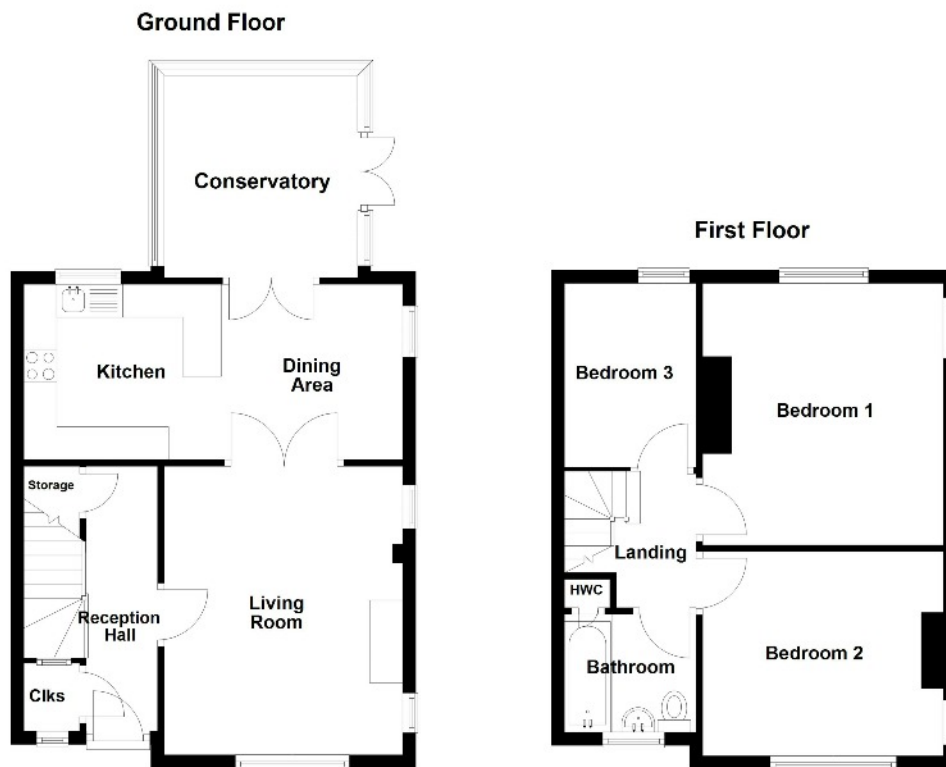 Ground Floor
Conservatory
Kitchen
Dining
Area
Storage
Reception
Hall
Living
Room
Clks
First Floor
Bedroom 3
Bedroom 1
Landing
HWC
Bathroom
Bedroom 2